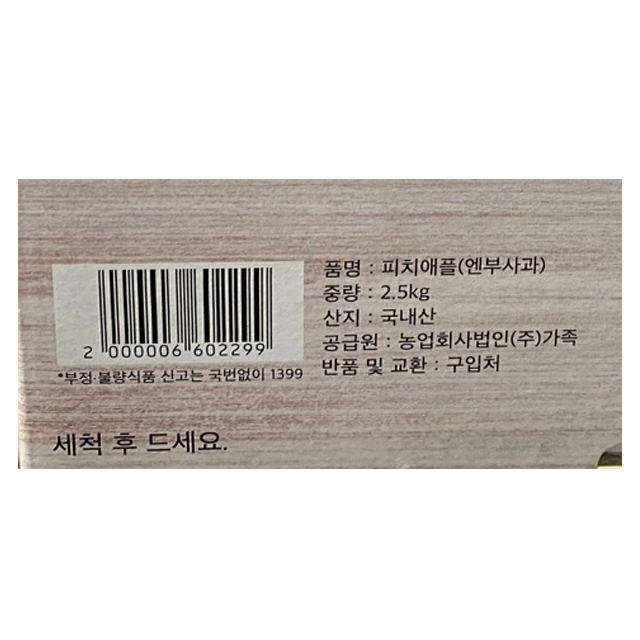 2 000006 602299
*부정·불량식품 신고는 국번없이 1399
세척 후 드세요.
품명 : 피치애플(엔부사과)
중량 : 2.5kg
산지 : 국내산
공급원 : 농업회사법인(주)가족
반품 및 교환 : 구입처